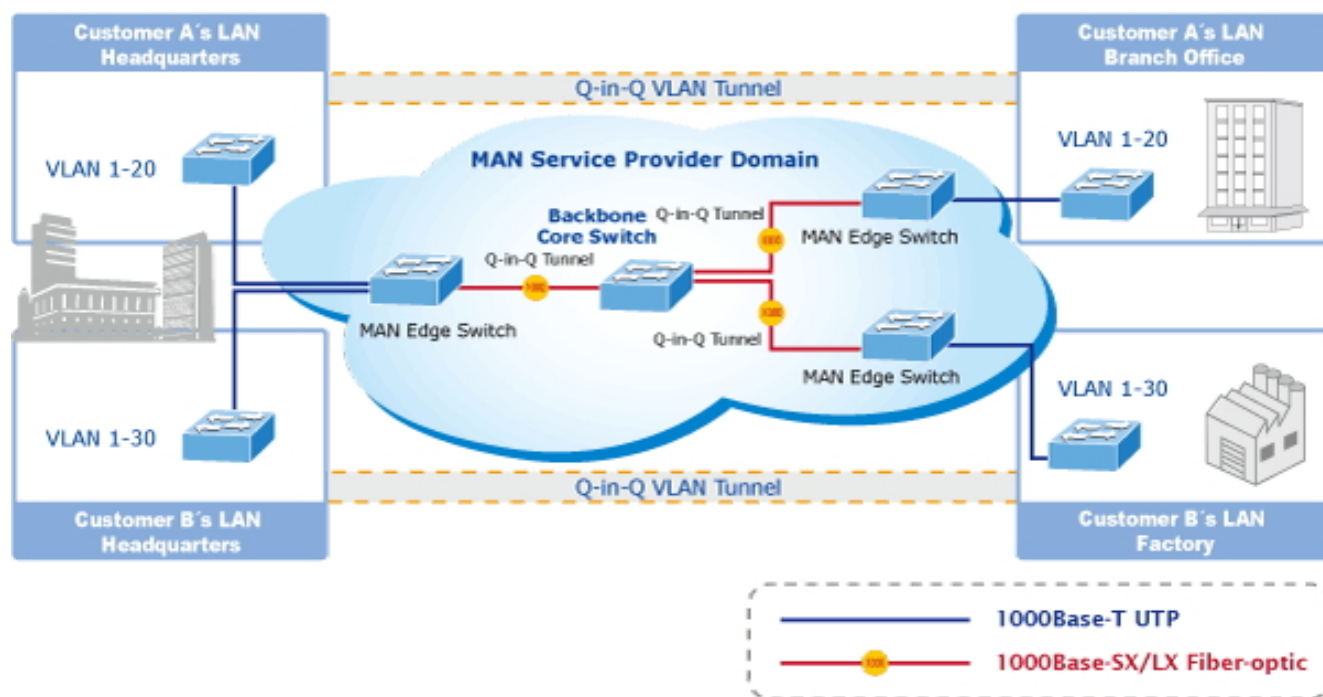 Customer A´s LAN
Headquarters
Customer A´s LAN
Branch Office
Q-in-Q VLAN Tunnel
VLAN 1-20
MAN Service Provider Domain
VLAN 1-20
Backbone
Core Switch
Q-in-Q Tunnel
MAN Edge Switch
Q-in-Q Tunnel
MAN Edge Switch
Q-in-Q Tunnel
MAN Edge Switch
VLAN 1-30
VLAN 1-30
Q-in-Q VLAN Tunnel
Customer B´s LAN
Headquarters
Customer B´s LAN
Factory
1000Base-T UTP
1000Base-SX/LX Fiber-optic